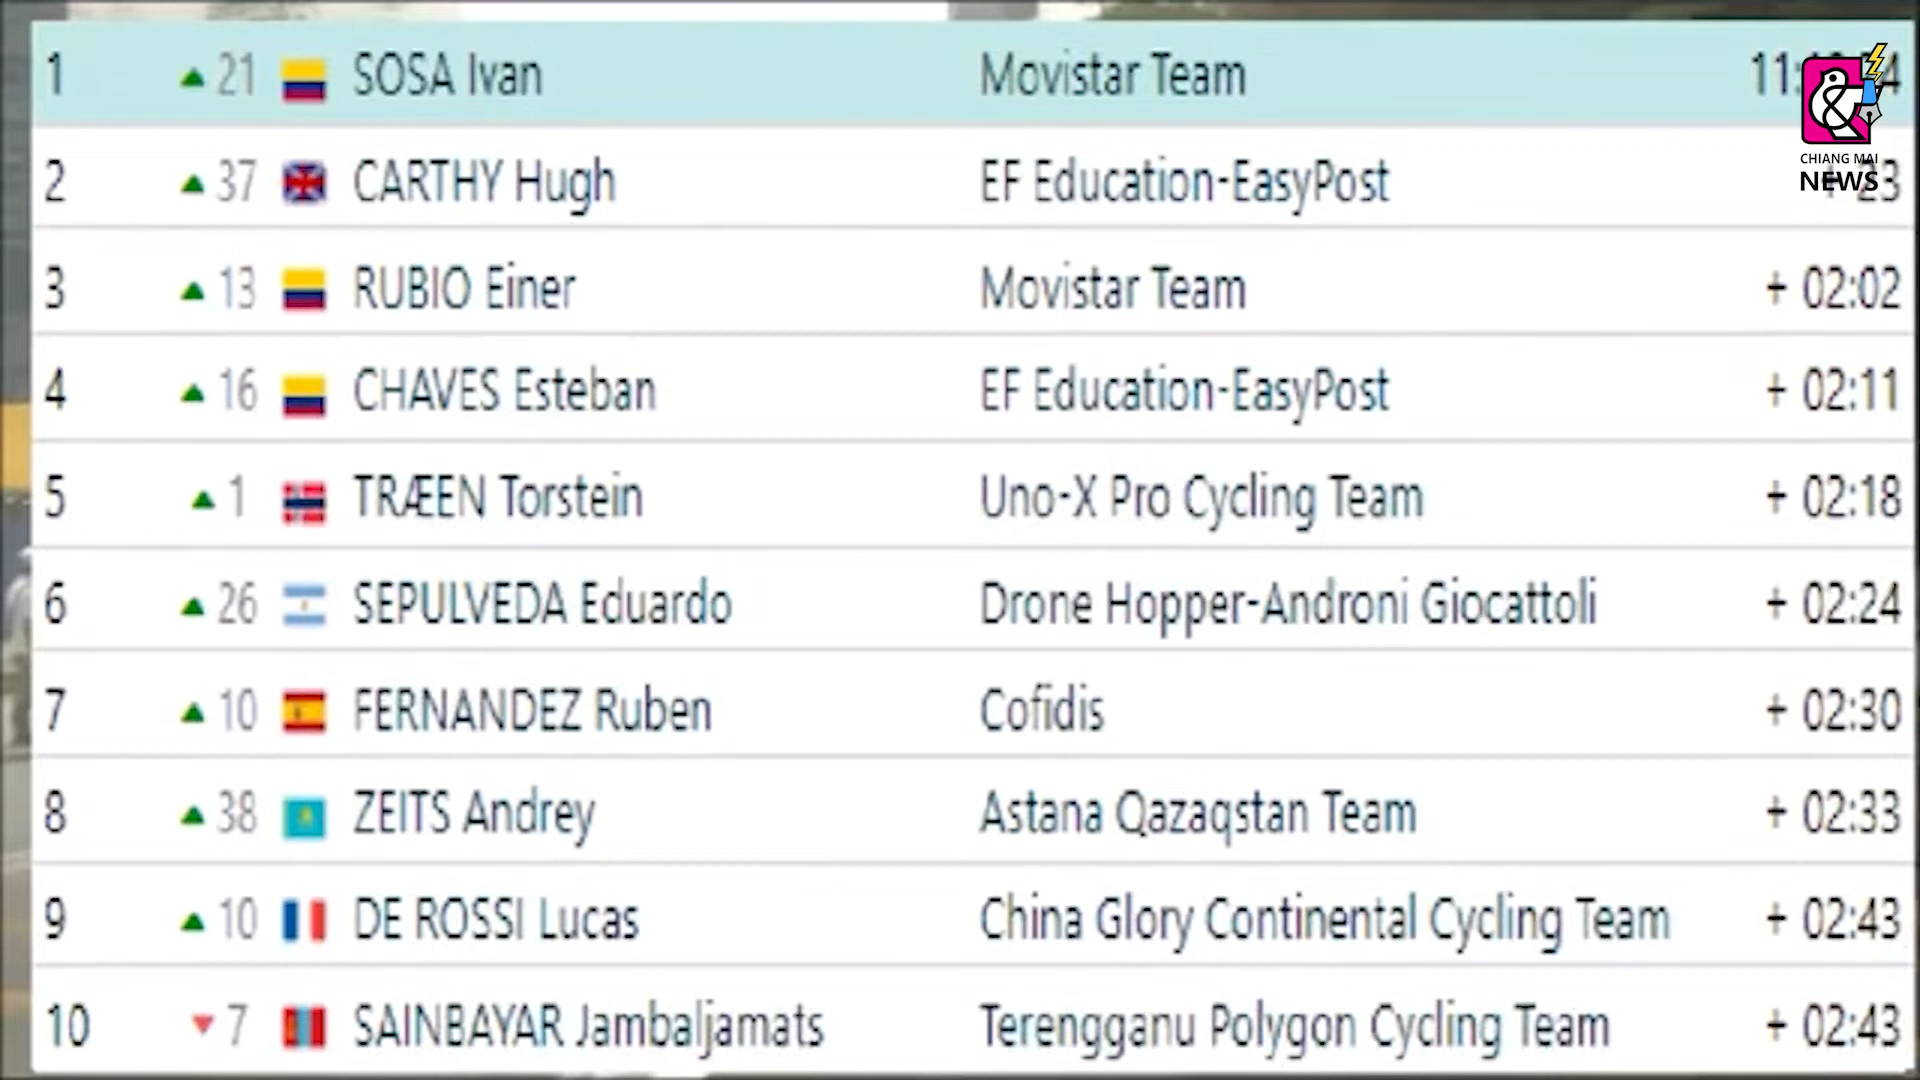 1 ▲ 21 SOSA Ivan Movistar Team
2 ▲ 37 CARTHY Hugh EF Education-EasyPost 23
3 ▲ 13 RUBIO Einer Movistar Team + 02:02
4 ▲ 16 CHAVES Esteban EF Education-EasyPost + 02:11
5 ▲ 1 TRÆEN Torstein Uno-X Pro Cycling Team + 02:18
6 ▲ 26 SEPULVEDA Eduardo Drone Hopper-Androni Giocattoli + 02:24
7 ▲ 10 FERNANDEZ Ruben Cofidis + 02:30
8 ▲ 38 ZEITS Andrey Astana Qazaqstan Team + 02:33
9 ▲ 10 DE ROSSI Lucas China Glory Continental Cycling Team + 02:43
10 ▼ 7 SAINBAYAR Jambaljamats Terengganu Polygon Cycling Team + 02:43
CHIANG MAI
NEWS